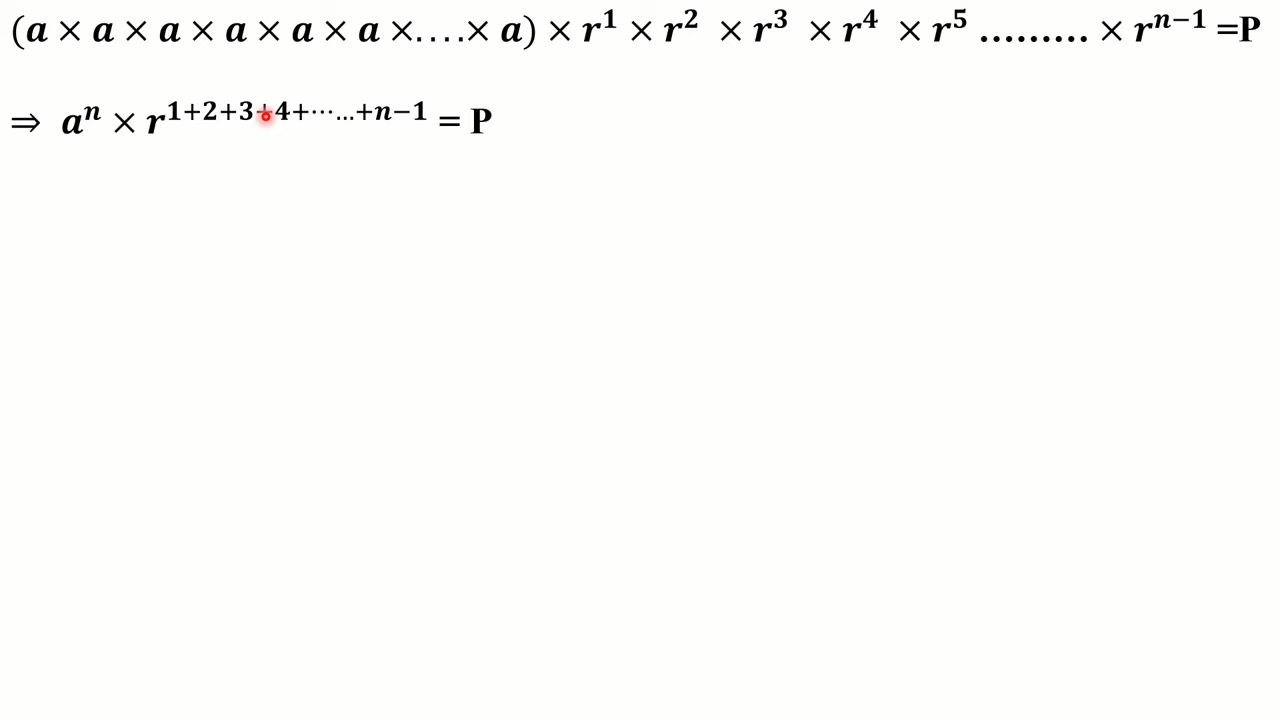 (a × a × a × a × a × a ×....× a) × r¹ × r² × r³ × r⁴ × r⁵ ......... × rⁿ⁻¹ =P
⇒ aⁿ × r¹⁺²⁺³⁺⁴⁺⋯…⁺ⁿ⁻¹ = P